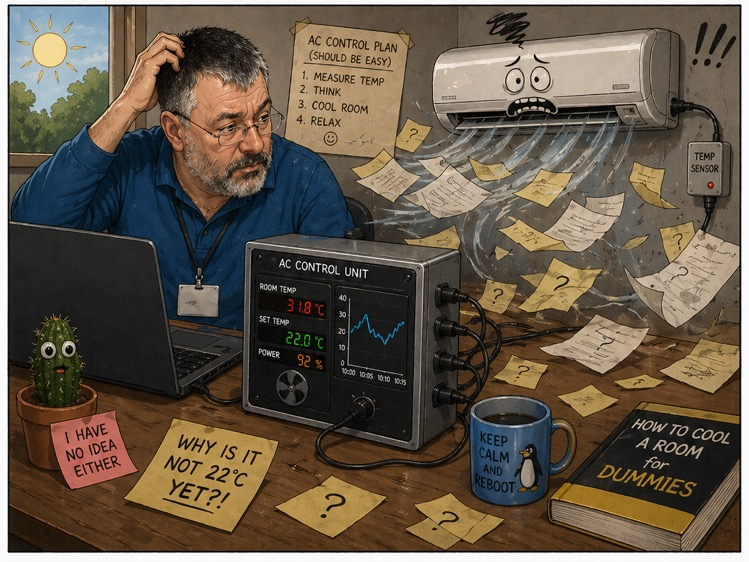 AC CONTROL PLAN
(SHOULD BE EASY)
1. MEASURE TEMP
2. THINK
3. COOL ROOM
4. RELAX
!!!
TEMP
SENSOR
AC CONTROL UNIT
ROOM TEMP
31.8 °C
SET TEMP
22.0 °C
POWER
92 %
40
30
20
10
0
10:00 10:05 10:10 10:15
I HAVE
NO IDEA
EITHER
WHY IS IT
NOT 22°C
YET?!
?
?
?
?
?
?
?
?
?
KEEP
CALM
AND
REBOOT
HOW TO COOL
A ROOM
for
DUMMIES